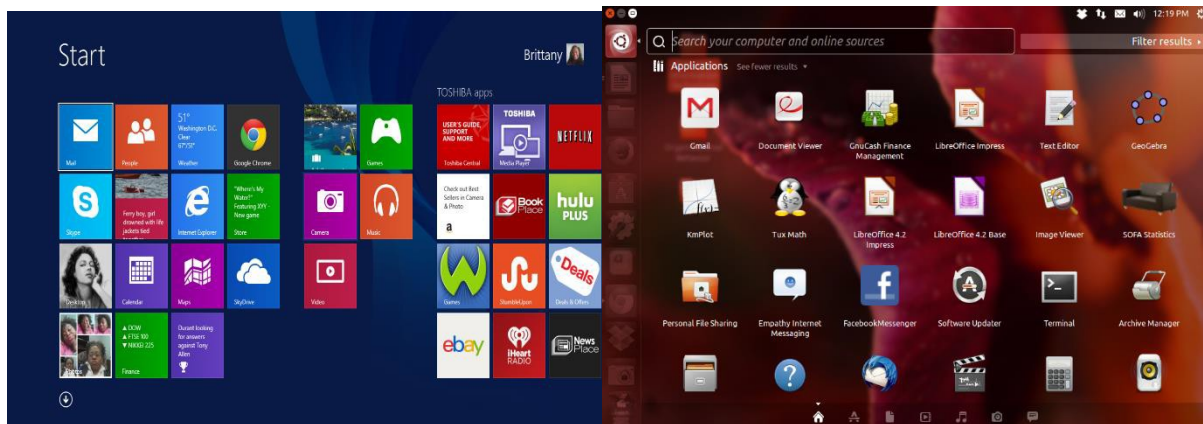 Start
Brittany
TOSHIBA apps
Mail
People
51°
Washington D.C.
Clear
67°/51°
Weather
Google Chrome
Games
USER'S GUIDE,
SUPPORT
AND MORE
Toshiba Central
TOSHIBA
Media Player
NETFLIX
Skype
Ferry boy, girl
drowned with life
jackets tied
together
Internet Explorer
"Where's My
Water?"
Featuring XYY -
New game
Store
Camera
Music
Check out Best
Sellers in Camera
& Photo
a
Book
Place
hulu
PLUS
Desktop
Calendar
Maps
SkyDrive
Video
Games
StumbleUpon
Deals
Deals & Offers
Photos
▲ DOW
▲ FTSE 100
▼ NIKKEI 225
Finance
Durant looking
for answers
against Tony
Allen
ebay
iHeart
RADIO
News
Place
12:19 PM
Search your computer and online sources
Filter results
Applications
See fewer results
Gmail
Document Viewer
GnuCash Finance
Management
LibreOffice Impress
Text Editor
GeoGebra
KmPlot
Tux Math
LibreOffice 4.2
Impress
LibreOffice 4.2 Base
Image Viewer
SOFA Statistics
Personal File Sharing
Empathy Internet
Messaging
FacebookMessenger
Software Updater
Terminal
Archive Manager